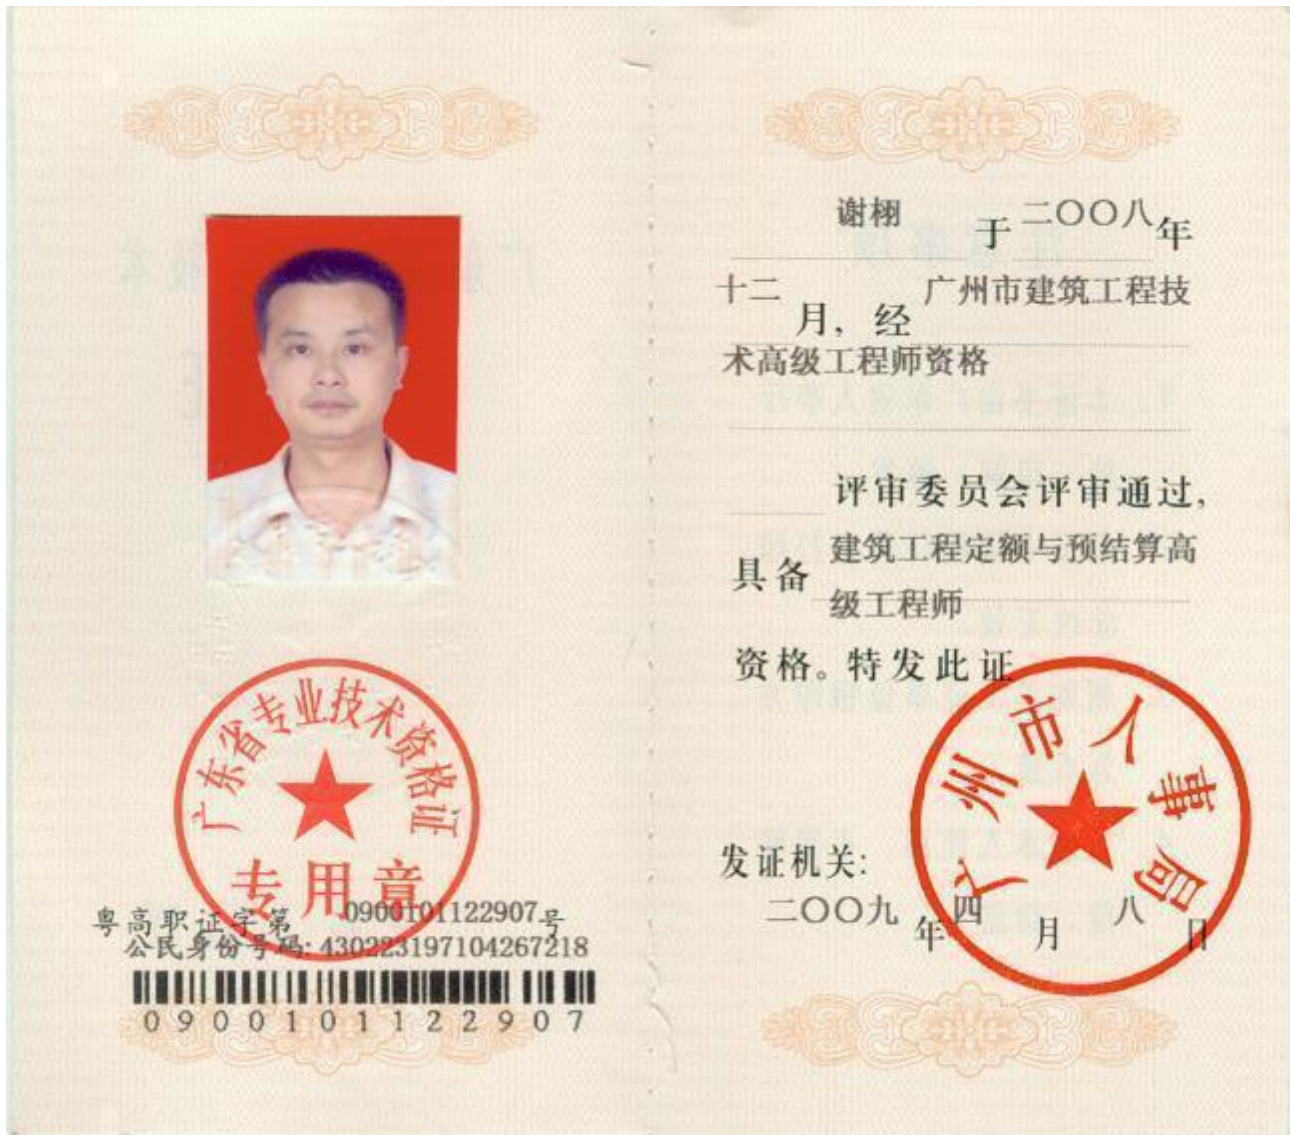 广东省专业技术资格证
专用章
粤高职证字第 0900101122907号
公民身份号码: 430223197104267218
0900101122907
谢栩 于 二〇〇八年
十二月, 经 广州市建筑工程技
术高级工程师资格
评审委员会评审通过,
具备 建筑工程定额与预结算高
级工程师
资格。特发此证
广州市人事局
发证机关:
二〇〇九年四月八日